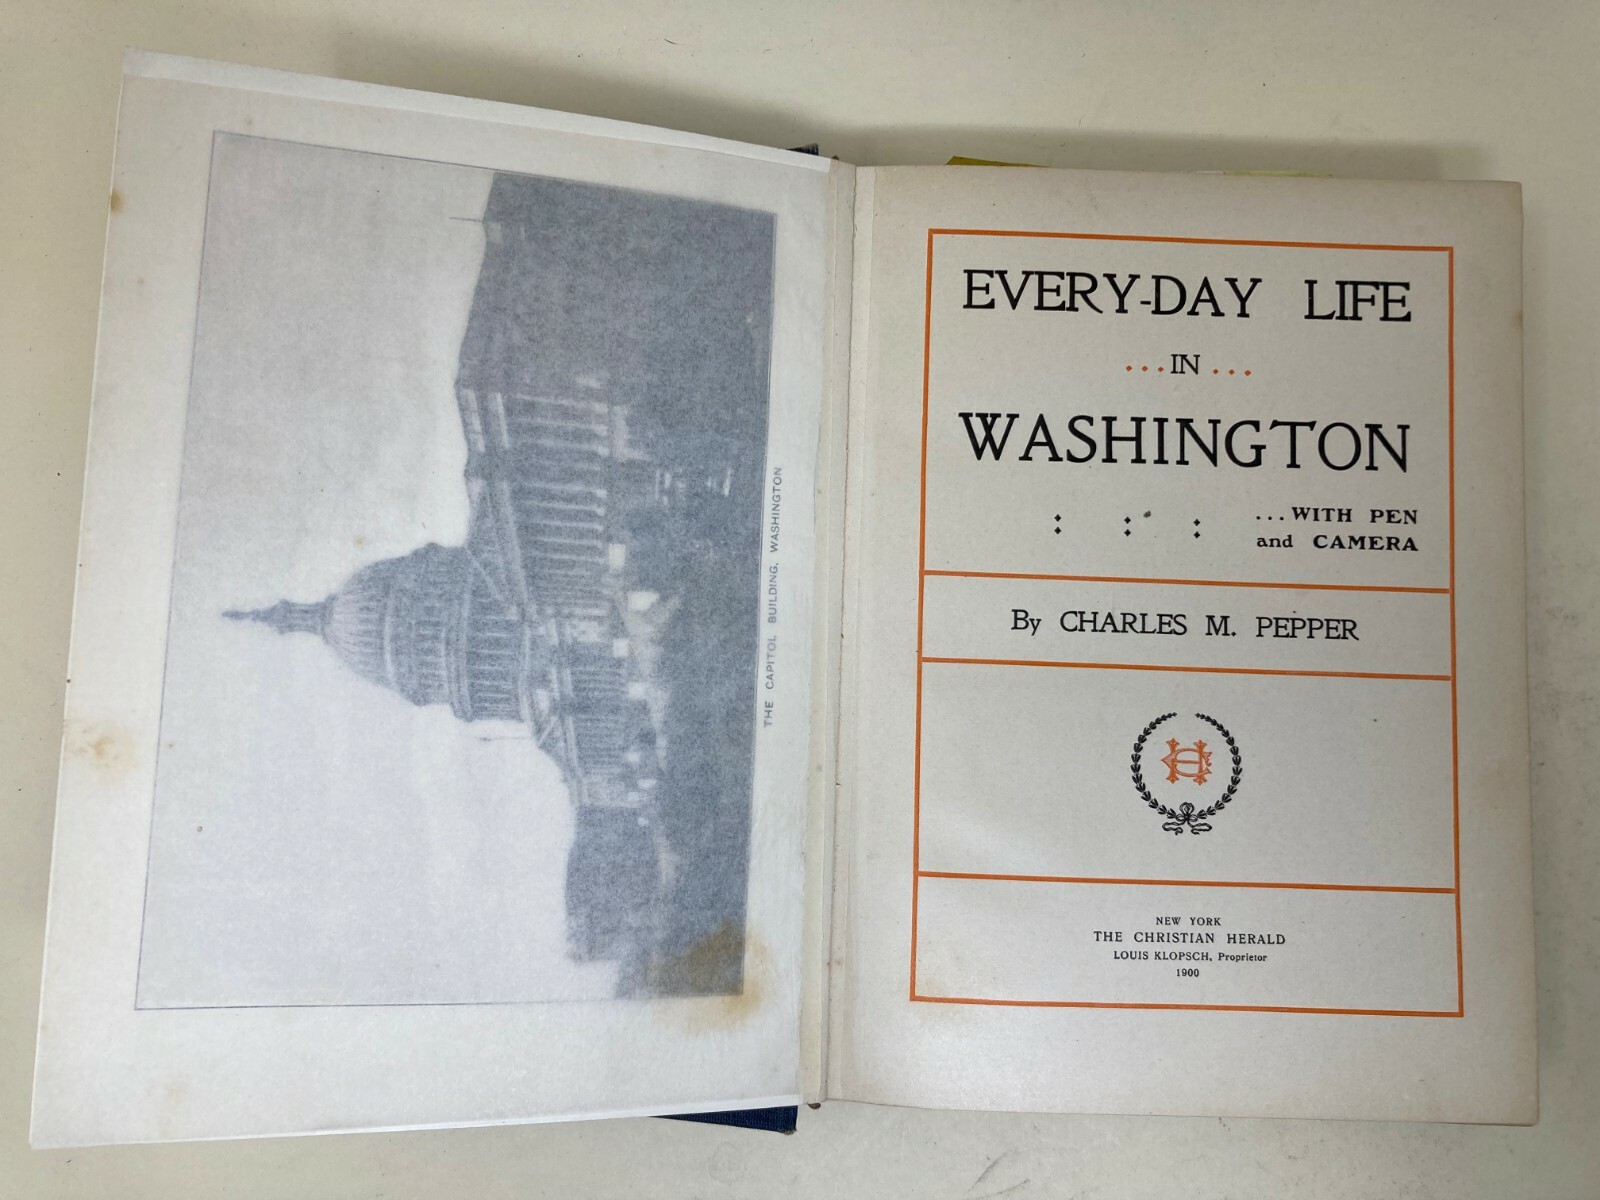 THE CAPITOL BUILDING, WASHINGTON
EVERY-DAY LIFE
...IN...
WASHINGTON
...WITH PEN
and CAMERA
By CHARLES M. PEPPER
CH
NEW YORK
THE CHRISTIAN HERALD
LOUIS KLOPSCH, Proprietor
1900